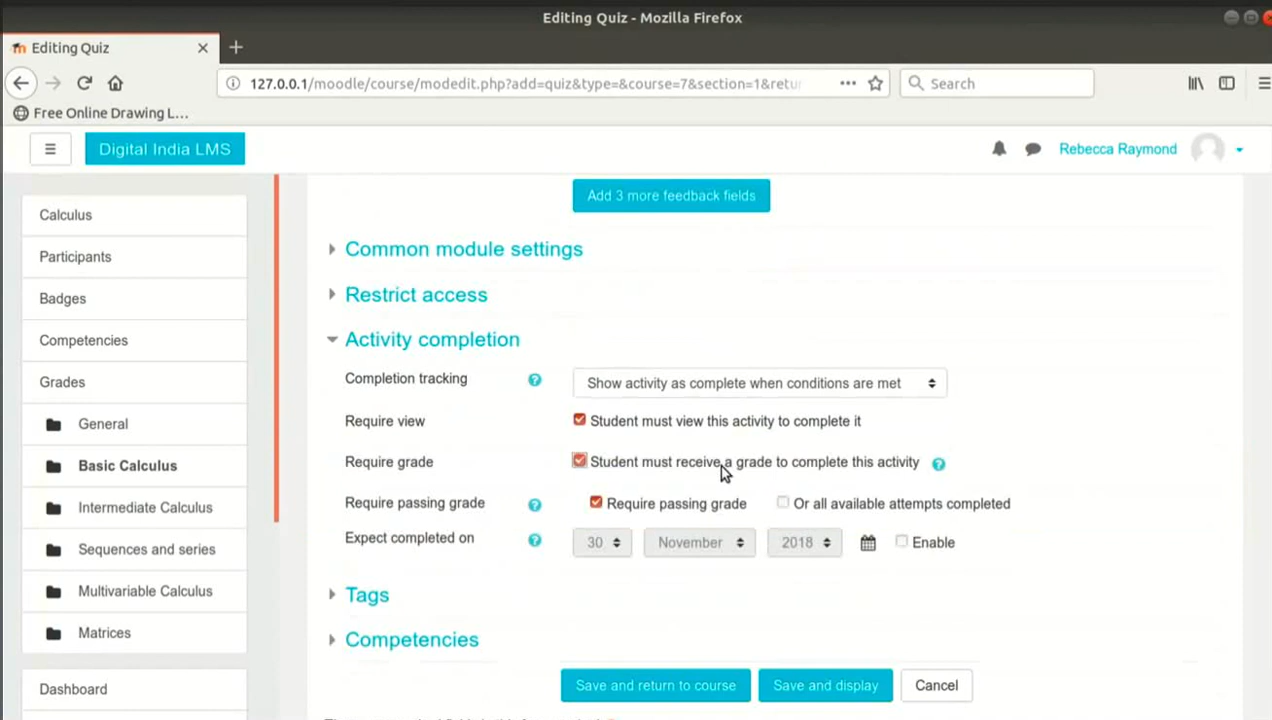 Editing Quiz - Mozilla Firefox
Editing Quiz
127.0.0.1/moodle/course/modedit.php?add=quiz&type=&course=7&section=1&retur
Search
Free Online Drawing L...
Digital India LMS
Rebecca Raymond
Add 3 more feedback fields
Calculus
Participants
Badges
Competencies
Grades
General
Basic Calculus
Intermediate Calculus
Sequences and series
Multivariable Calculus
Matrices
Dashboard
Common module settings
Restrict access
Activity completion
Completion tracking ? Show activity as complete when conditions are met
Require view Student must view this activity to complete it
Require grade Student must receive a grade to complete this activity ?
Require passing grade ? Require passing grade Or all available attempts completed
Expect completed on ? 30 November 2018 Enable
Tags
Competencies
Save and return to course Save and display Cancel